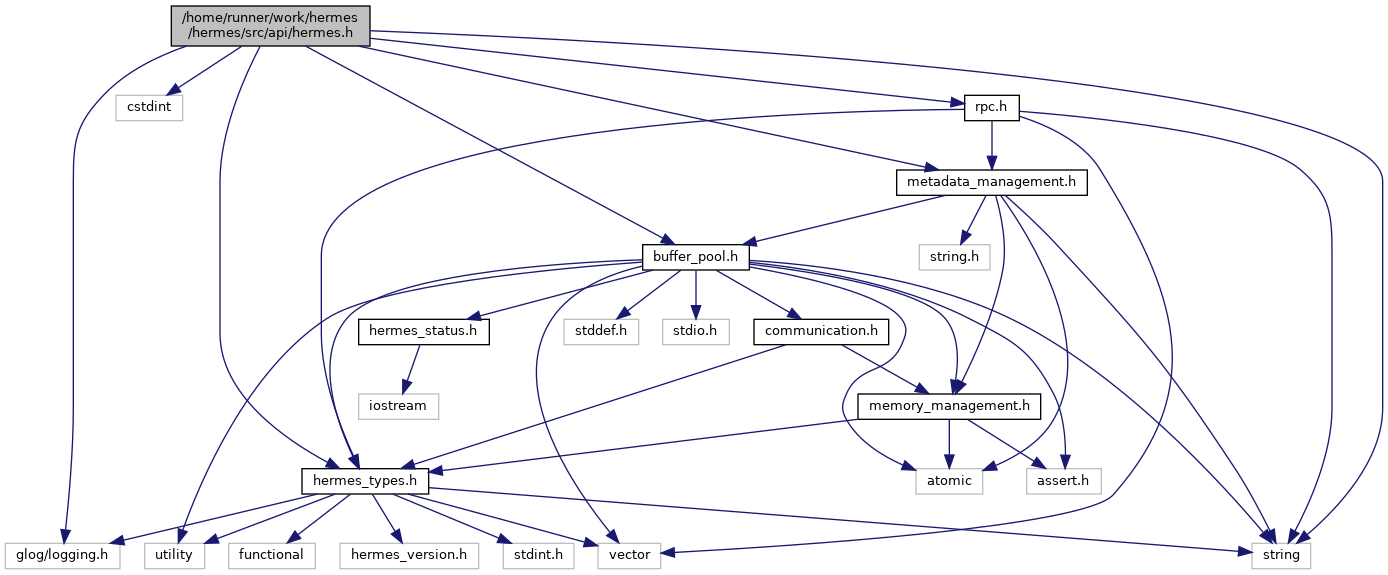 /home/runner/work/hermes
/hermes/src/api/hermes.h
cstdint
rpc.h
metadata_management.h
buffer_pool.h
string.h
hermes_status.h
stddef.h
stdio.h
communication.h
iostream
memory_management.h
hermes_types.h
atomic
assert.h
glog/logging.h
utility
functional
hermes_version.h
stdint.h
vector
string